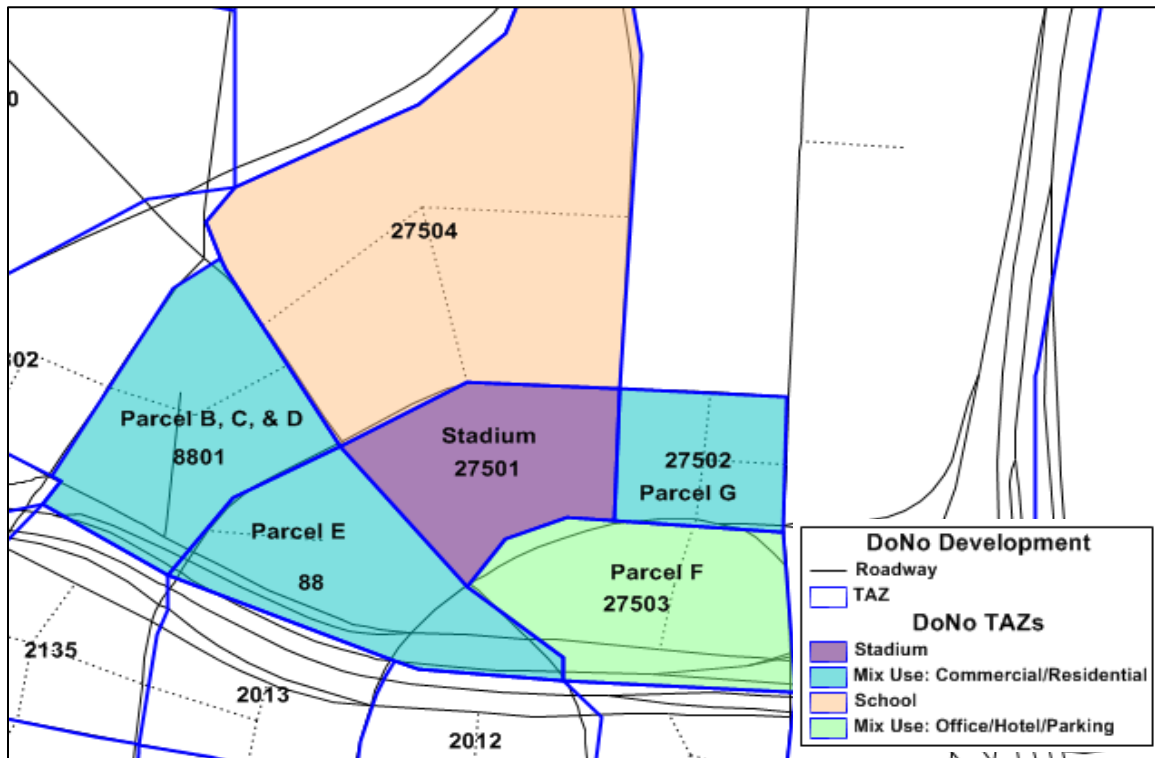 0
27504
302
Parcel B, C, & D
8801
Stadium
27501
27502
Parcel G
Parcel E
88
Parcel F
27503
2135
2013
2012
DoNo Development
Roadway
TAZ
DoNo TAZs
Stadium
Mix Use: Commercial/Residential
School
Mix Use: Office/Hotel/Parking